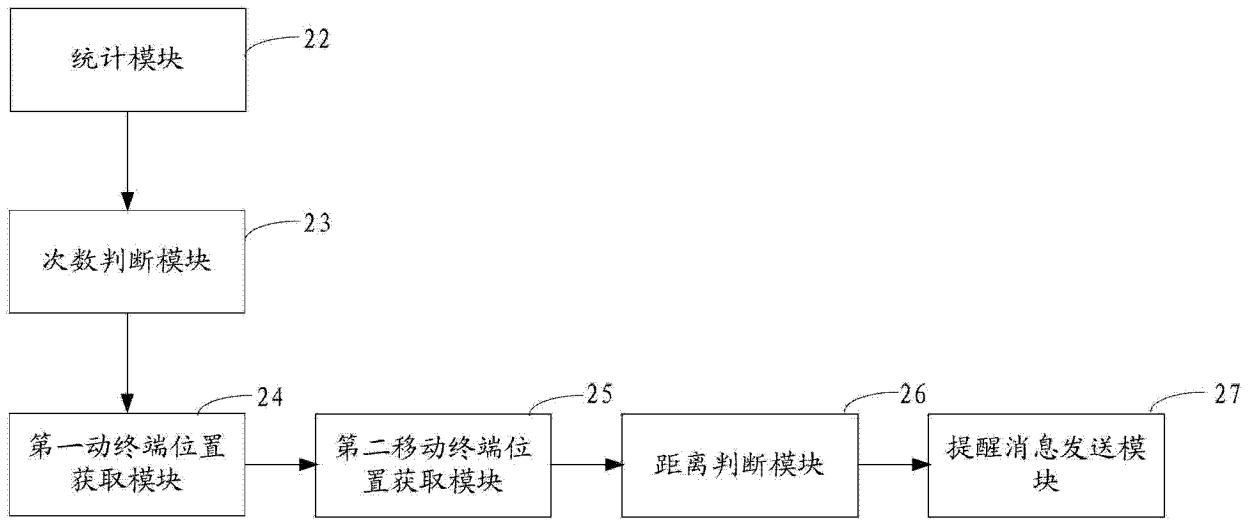 统计模块
22
次数判断模块
23
24
第一动终端位置
获取模块
25
第二移动终端位
置获取模块
26
距离判断模块
27
提醒消息发送模
块